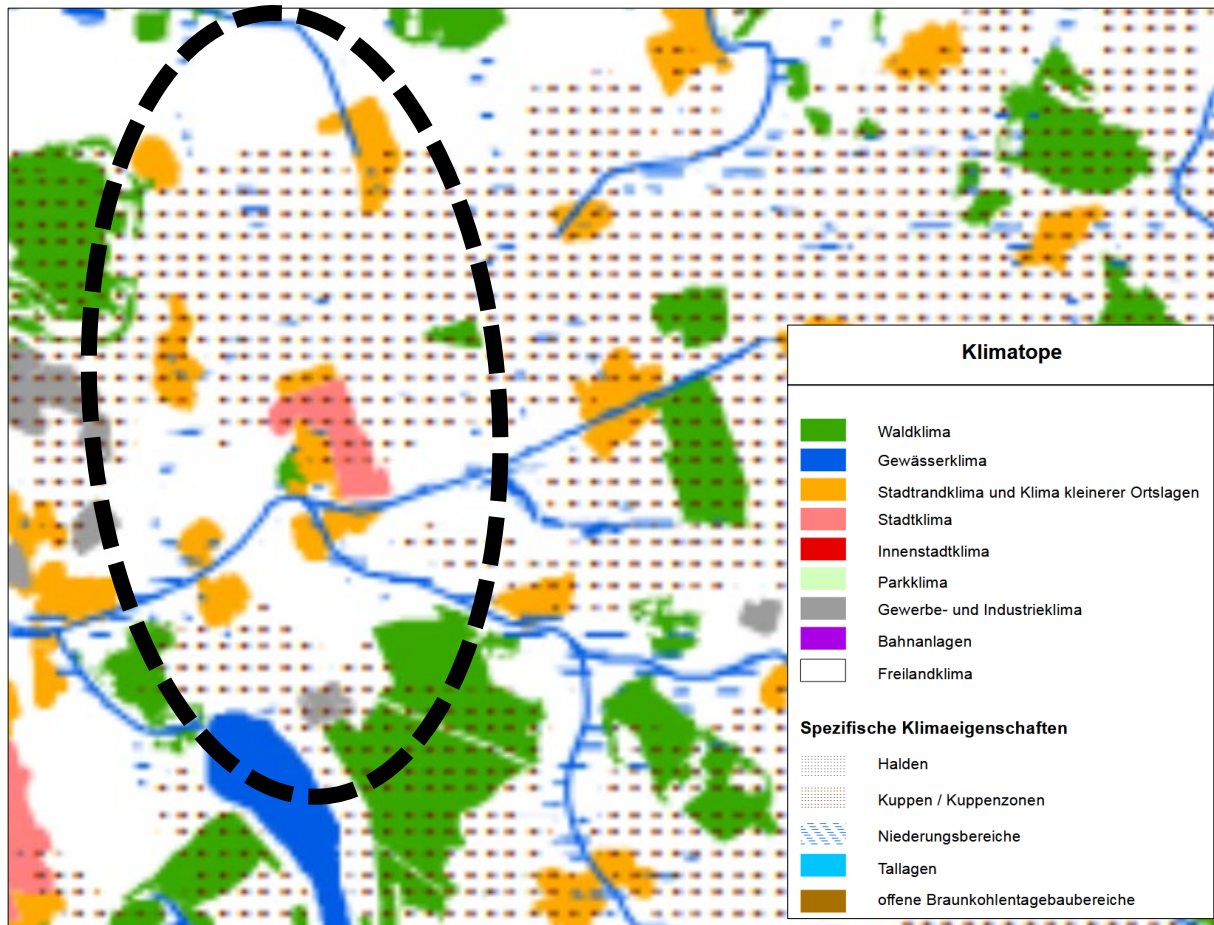 Klimatope
Waldklima
Gewässerklima
Stadtrandklima und Klima kleinerer Ortslagen
Stadtklima
Innenstadtklima
Parkklima
Gewerbe- und Industrieklima
Bahnanlagen
Freilandklima
Spezifische Klimaeigenschaften
Halden
Kuppen / Kuppenzonen
Niederungsbereiche
Tallagen
offene Braunkohlentagebaubereiche